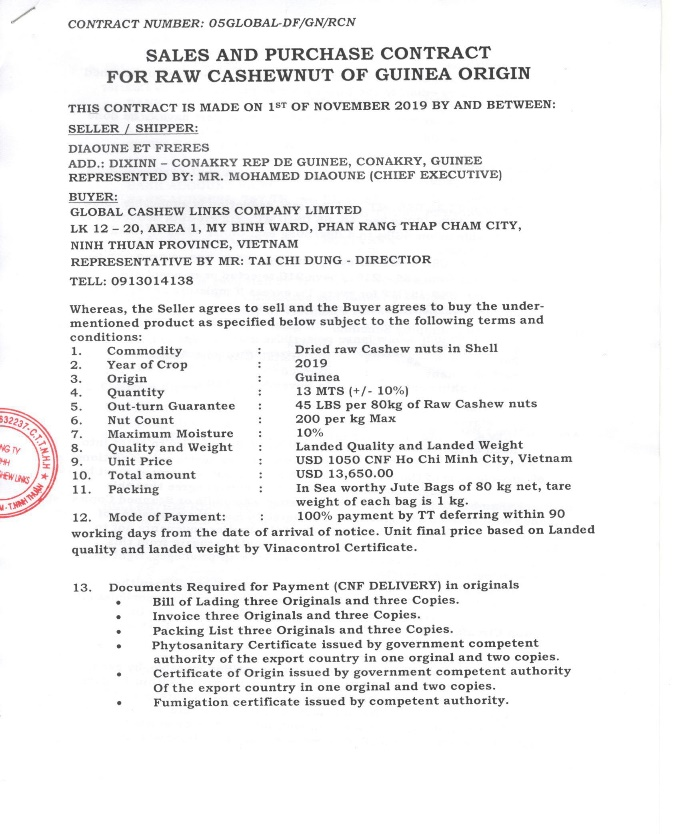 CONTRACT NUMBER: 05GLOBAL-DF/GN/RCN
SALES AND PURCHASE CONTRACT
FOR RAW CASHEWNUT OF GUINEA ORIGIN
THIS CONTRACT IS MADE ON 1ST OF NOVEMBER 2019 BY AND BETWEEN:
SELLER / SHIPPER:
DIAOUNE ET FRERES
ADD.: DIXINN – CONAKRY REP DE GUINEE, CONAKRY, GUINEE
REPRESENTED BY: MR. MOHAMED DIAOUNE (CHIEF EXECUTIVE)
BUYER:
GLOBAL CASHEW LINKS COMPANY LIMITED
LK 12 – 20, AREA 1, MY BINH WARD, PHAN RANG THAP CHAM CITY,
NINH THUAN PROVINCE, VIETNAM
REPRESENTATIVE BY MR: TAI CHI DUNG - DIRECTIOR
TELL: 0913014138
Whereas, the Seller agrees to sell and the Buyer agrees to buy the under-
mentioned product as specified below subject to the following terms and
conditions:
1. Commodity : Dried raw Cashew nuts in Shell
2. Year of Crop : 2019
3. Origin : Guinea
4. Quantity : 13 MTS (+/- 10%)
5. Out-turn Guarantee : 45 LBS per 80kg of Raw Cashew nuts
6. Nut Count : 200 per kg Max
7. Maximum Moisture : 10%
8. Quality and Weight : Landed Quality and Landed Weight
9. Unit Price : USD 1050 CNF Ho Chi Minh City, Vietnam
10. Total amount : USD 13,650.00
11. Packing : In Sea worthy Jute Bags of 80 kg net, tare
weight of each bag is 1 kg.
12. Mode of Payment: : 100% payment by TT deferring within 90
working days from the date of arrival of notice. Unit final price based on Landed
quality and landed weight by Vinacontrol Certificate.
13. Documents Required for Payment (CNF DELIVERY) in originals
• Bill of Lading three Originals and three Copies.
• Invoice three Originals and three Copies.
• Packing List three Originals and three Copies.
• Phytosanitary Certificate issued by government competent
authority of the export country in one orginal and two copies.
• Certificate of Origin issued by government competent authority
Of the export country in one orginal and two copies.
• Fumigation certificate issued by competent authority.
532237-C.T.T.N.H.H
NG TY
HH
HEW LINKS
M - T.NINH THUẬN